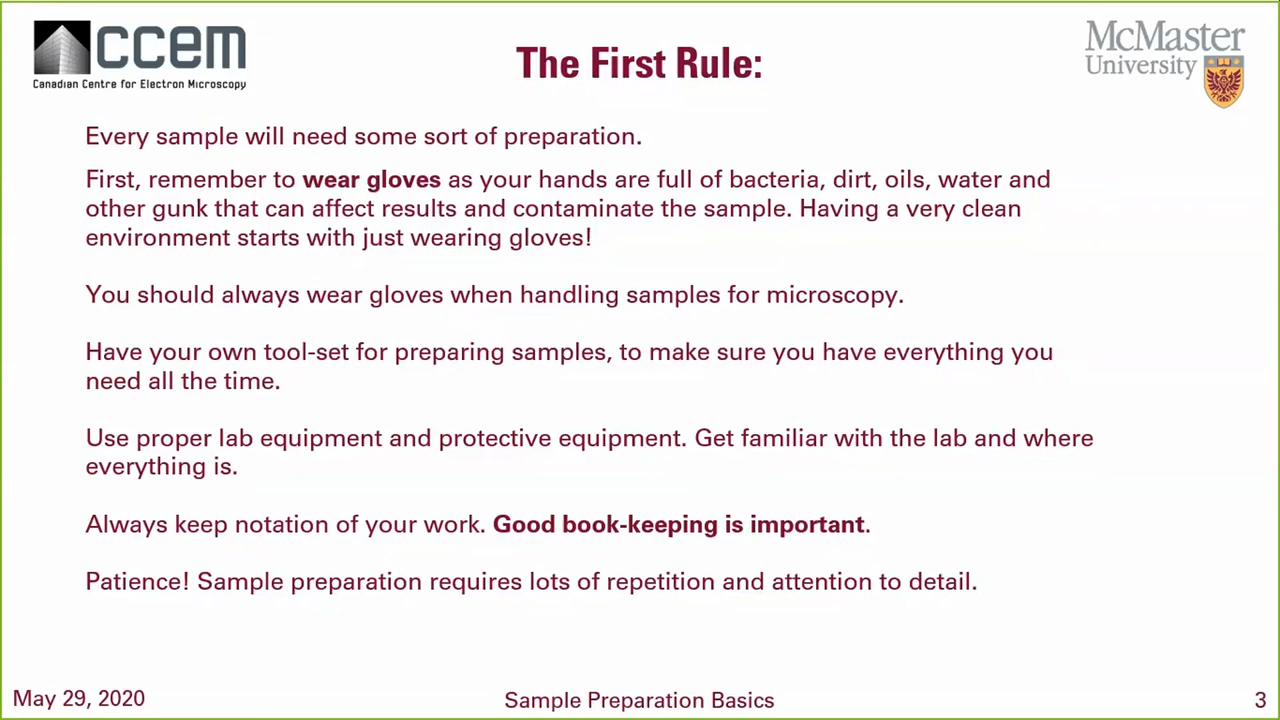 ccem
Canadian Centre for Electron Microscopy
The First Rule:
McMaster
University
Every sample will need some sort of preparation.
First, remember to wear gloves as your hands are full of bacteria, dirt, oils, water and
other gunk that can affect results and contaminate the sample. Having a very clean
environment starts with just wearing gloves!
You should always wear gloves when handling samples for microscopy.
Have your own tool-set for preparing samples, to make sure you have everything you
need all the time.
Use proper lab equipment and protective equipment. Get familiar with the lab and where
everything is.
Always keep notation of your work. Good book-keeping is important.
Patience! Sample preparation requires lots of repetition and attention to detail.
May 29, 2020
Sample Preparation Basics
3